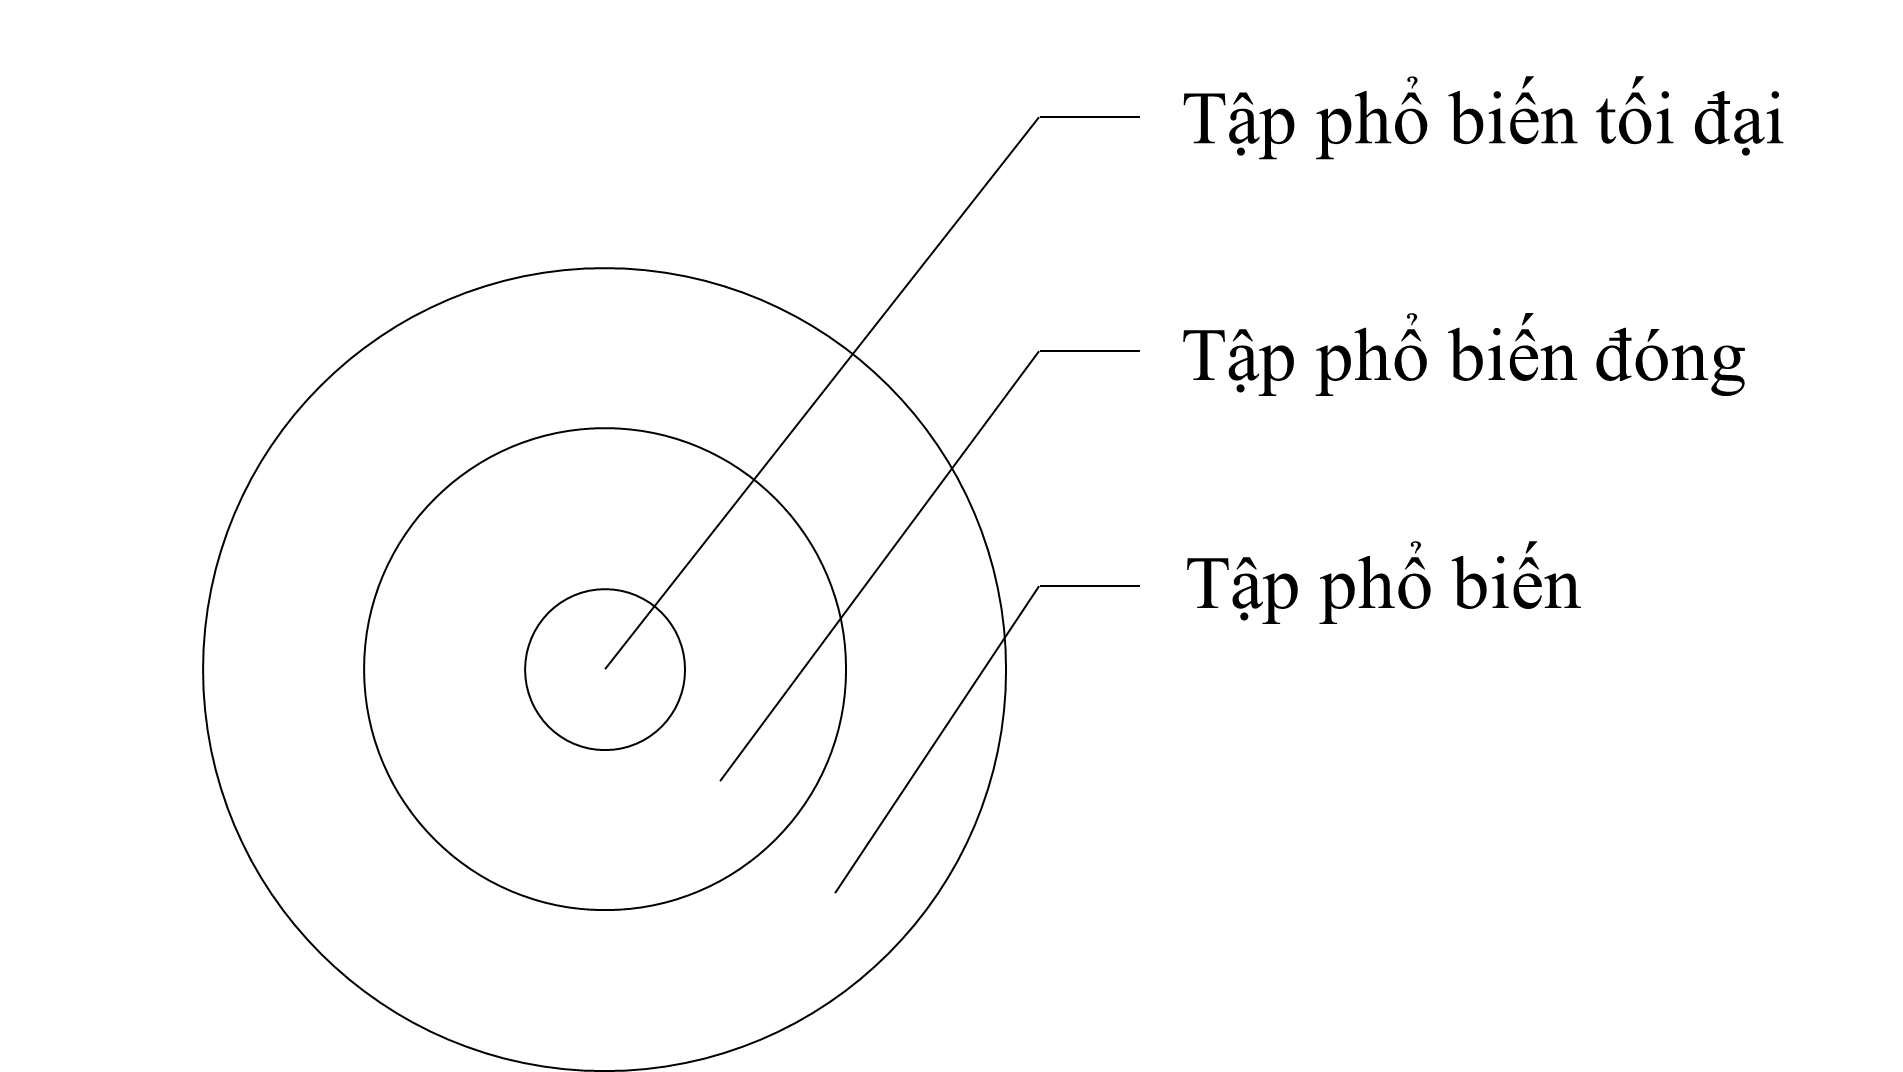 Tập phổ biến tối đại
Tập phổ biến đóng
Tập phổ biến